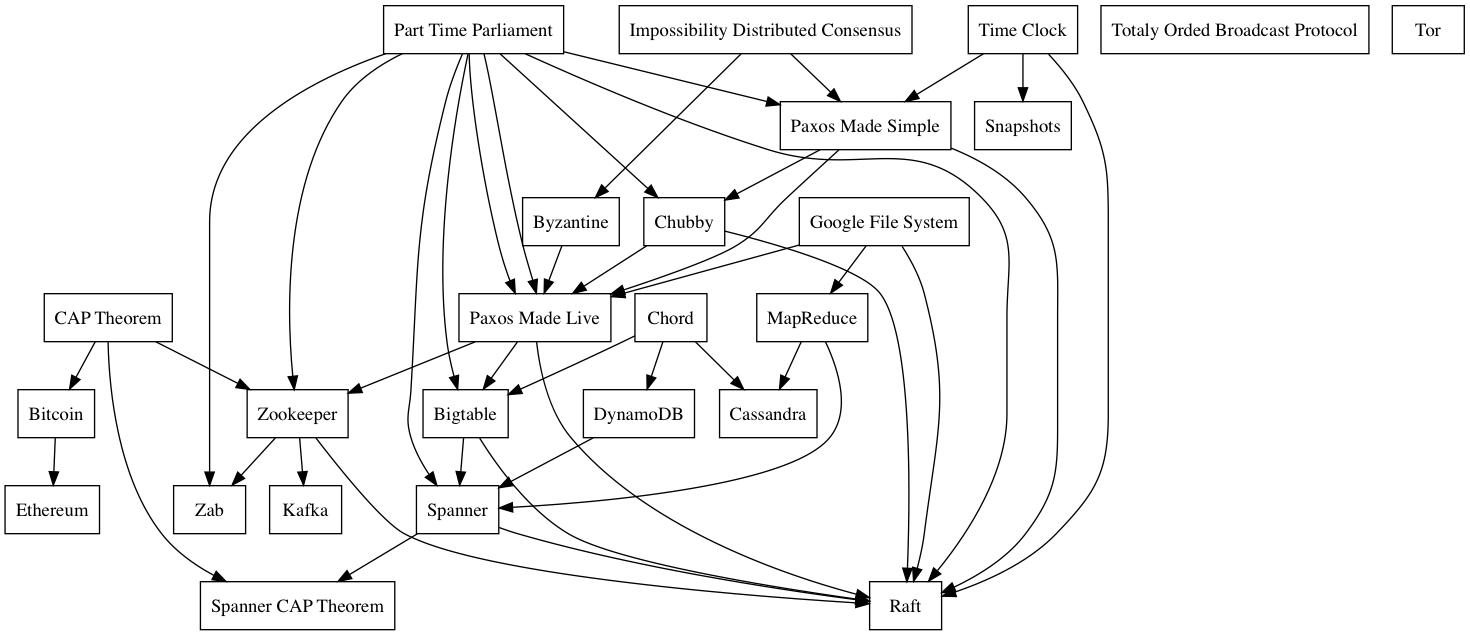 Part Time Parliament
Impossibility Distributed Consensus
Time Clock
Totaly Orded Broadcast Protocol
Tor
Paxos Made Simple
Snapshots
Byzantine
Chubby
Google File System
CAP Theorem
Paxos Made Live
Chord
MapReduce
Bitcoin
Zookeeper
Bigtable
DynamoDB
Cassandra
Ethereum
Zab
Kafka
Spanner
Spanner CAP Theorem
Raft